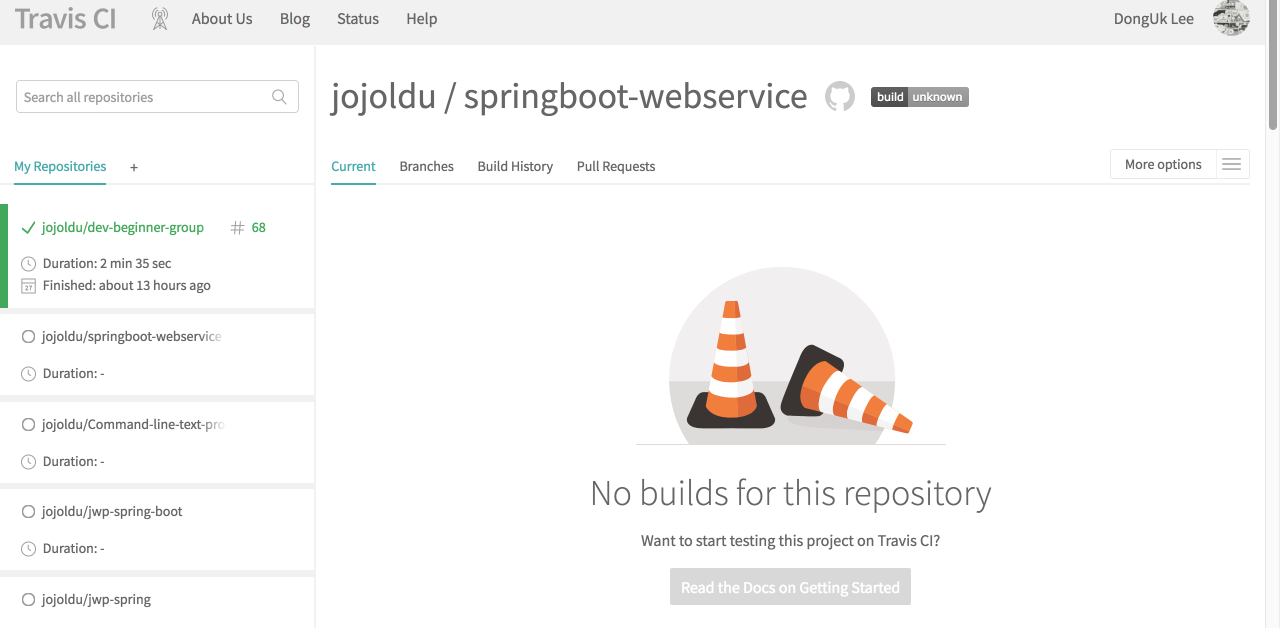 Travis CI
About Us
Blog
Status
Help
DongUk Lee
Search all repositories
My Repositories
+
jojoldu/dev-beginner-group
# 68
Duration: 2 min 35 sec
27
Finished: about 13 hours ago
jojoldu/springboot-webservice
Duration: -
jojoldu/Command-line-text-pro
Duration: -
jojoldu/jwp-spring-boot
Duration: -
jojoldu/jwp-spring
jojoldu / springboot-webservice
build unknown
Current
Branches
Build History
Pull Requests
More options
No builds for this repository
Want to start testing this project on Travis CI?
Read the Docs on Getting Started